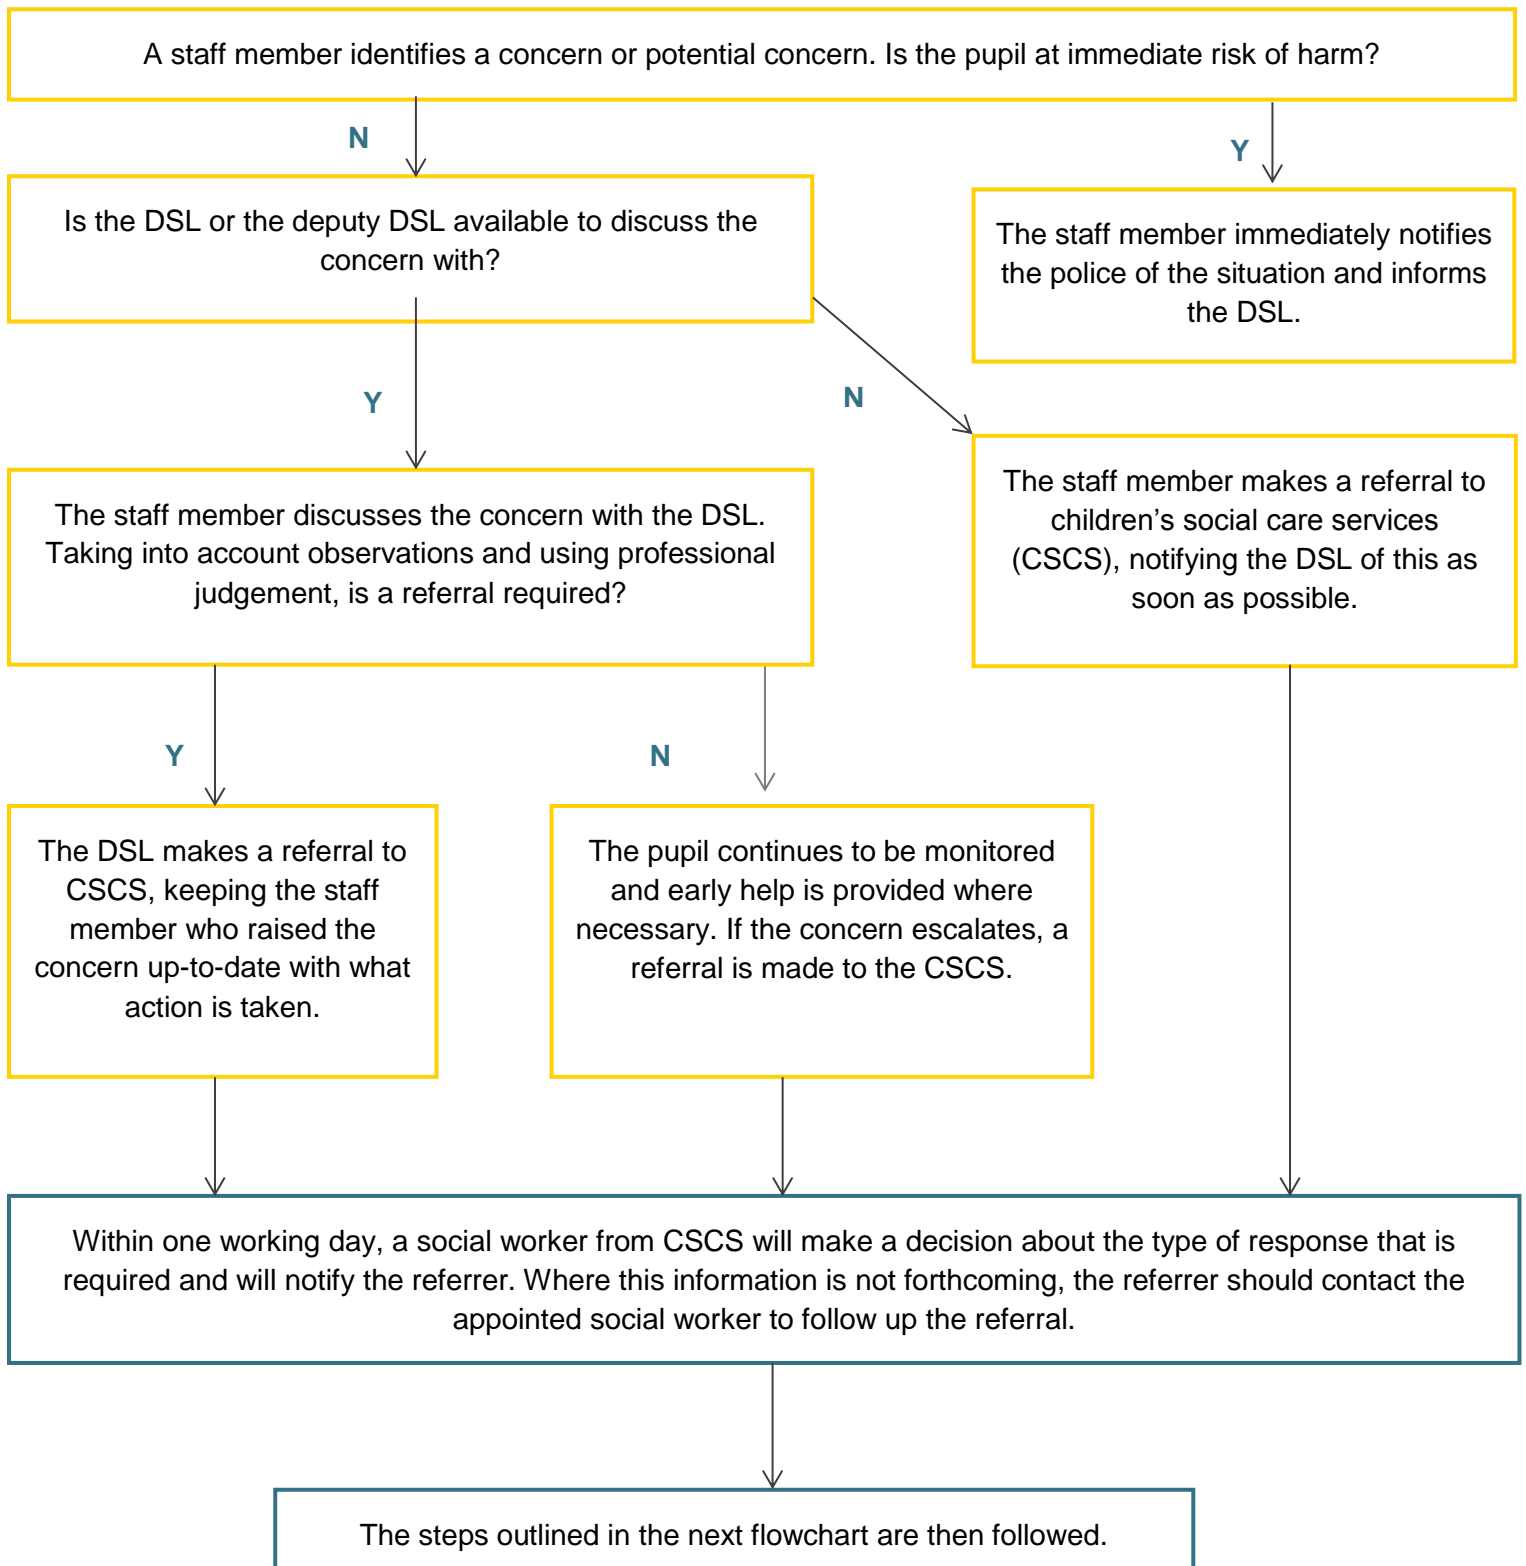 A staff member identifies a concern or potential concern. Is the pupil at immediate risk of harm?
N
Y
Is the DSL or the deputy DSL available to discuss the
concern with?
The staff member immediately notifies
the police of the situation and informs
the DSL.
Y
N
The staff member discusses the concern with the DSL.
Taking into account observations and using professional
judgement, is a referral required?
The staff member makes a referral to
children’s social care services
(CSCS), notifying the DSL of this as
soon as possible.
Y
N
The DSL makes a referral to
CSCS, keeping the staff
member who raised the
concern up-to-date with what
action is taken.
The pupil continues to be monitored
and early help is provided where
necessary. If the concern escalates, a
referral is made to the CSCS.
Within one working day, a social worker from CSCS will make a decision about the type of response that is
required and will notify the referrer. Where this information is not forthcoming, the referrer should contact the
appointed social worker to follow up the referral.
The steps outlined in the next flowchart are then followed.